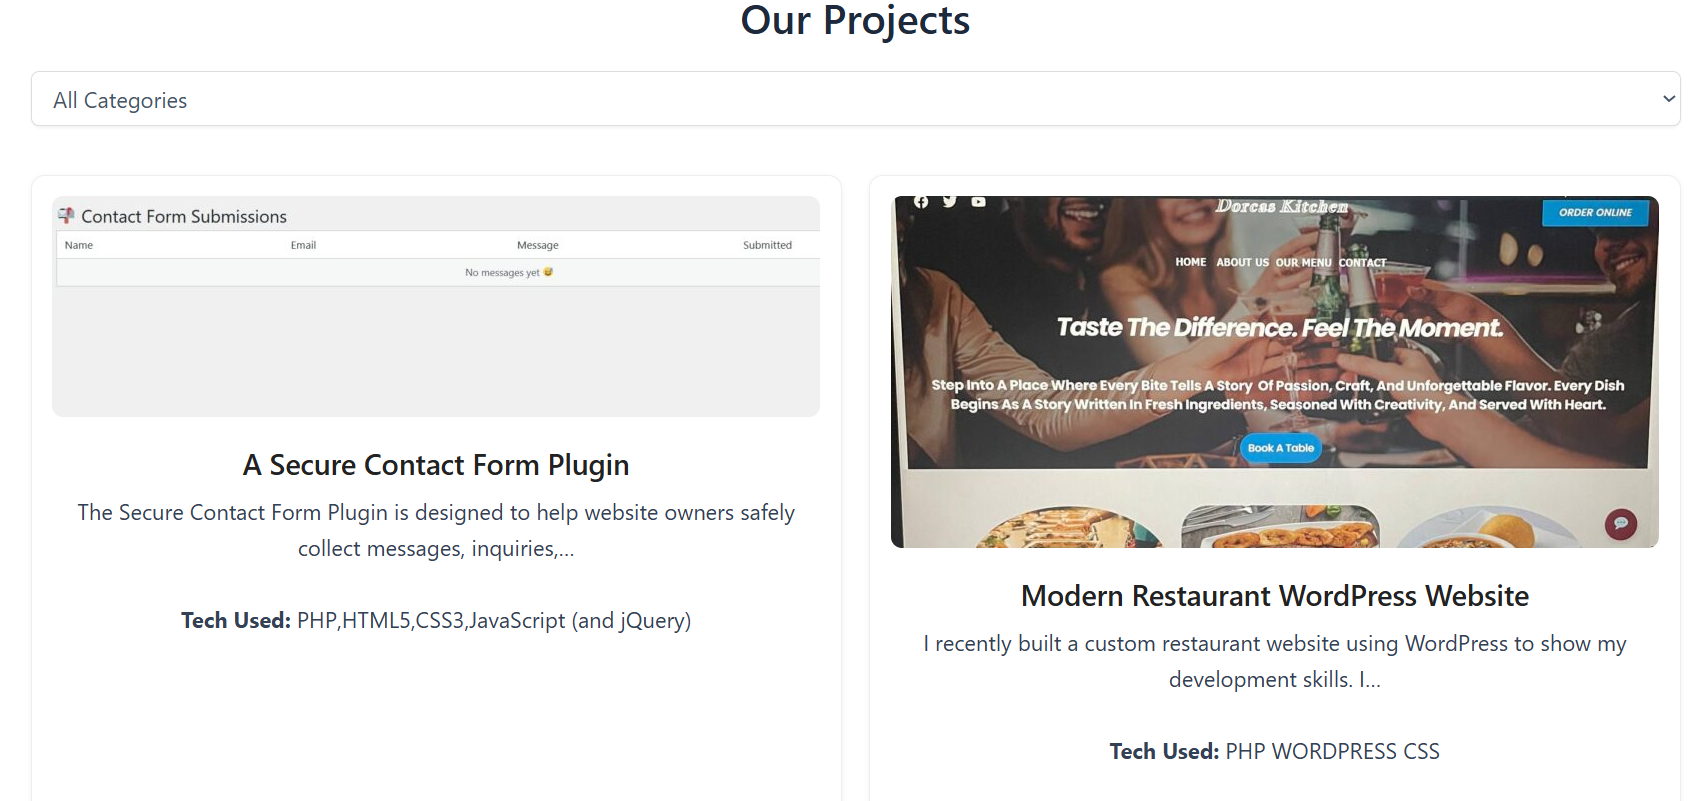 Our Projects
All Categories
Contact Form Submissions
Name Email Message Submitted
No messages yet 😅
A Secure Contact Form Plugin
The Secure Contact Form Plugin is designed to help website owners safely
collect messages, inquiries,...
Tech Used: PHP,HTML5,CSS3,JavaScript (and jQuery)
Dorcas Kitchen
ORDER ONLINE
HOME ABOUT US OUR MENU CONTACT
Taste The Difference. Feel The Moment.
Step Into A Place Where Every Bite Tells A Story Of Passion, Craft, And Unforgettable Flavor. Every Dish
Begins As A Story Written In Fresh Ingredients, Seasoned With Creativity, And Served With Heart.
Book A Table
Modern Restaurant WordPress Website
I recently built a custom restaurant website using WordPress to show my
development skills. I...
Tech Used: PHP WORDPRESS CSS